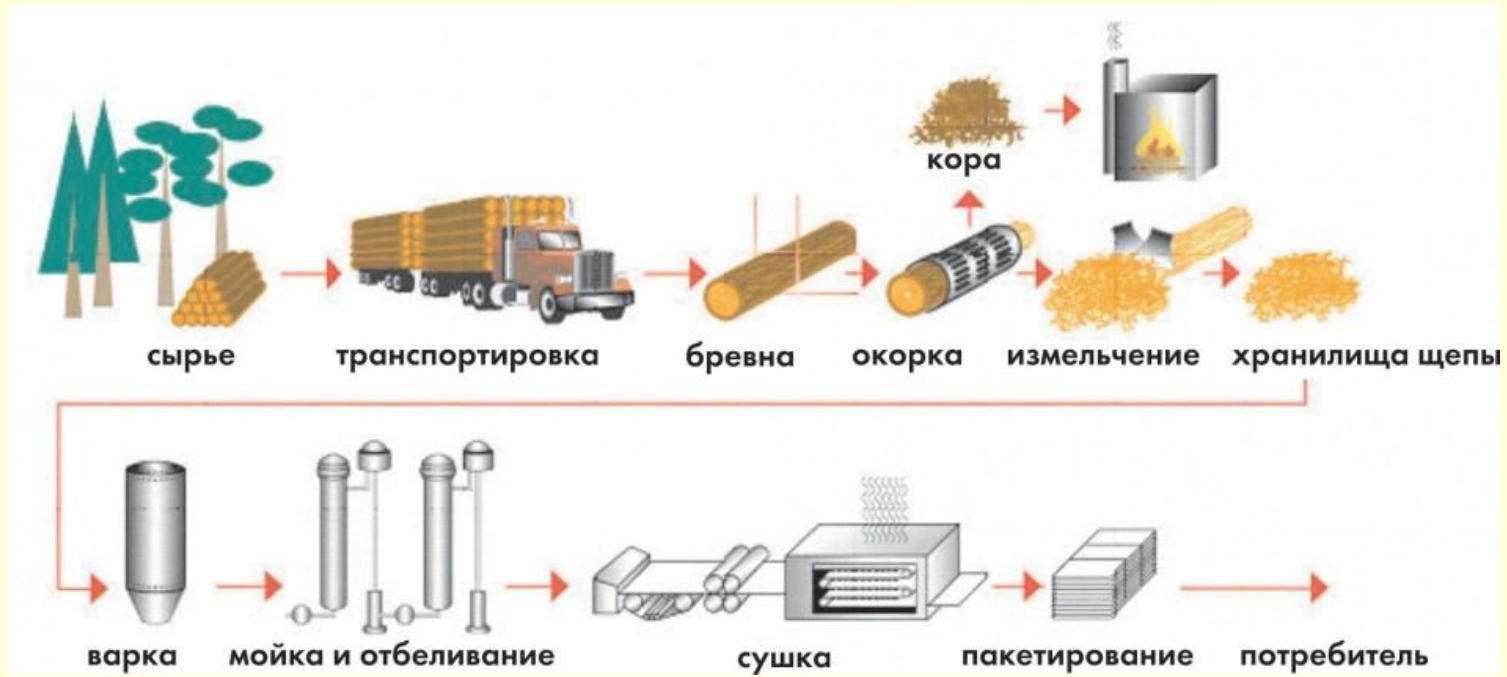 кора
сырье транспортировка бревна окорка измельчение хранилища щепы
варка мойка и отбеливание сушка пакетирование потребитель